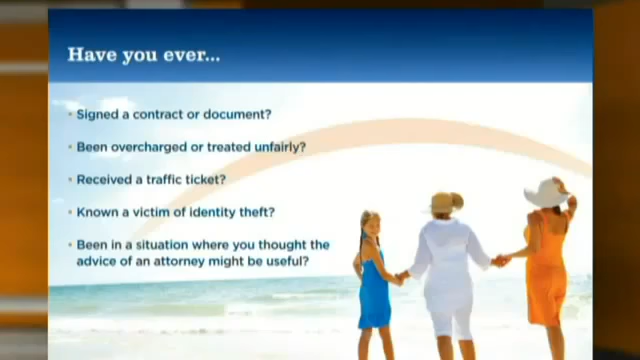 Have you ever...
• Signed a contract or document?
• Been overcharged or treated unfairly?
• Received a traffic ticket?
• Known a victim of identity theft?
• Been in a situation where you thought the
advice of an attorney might be useful?